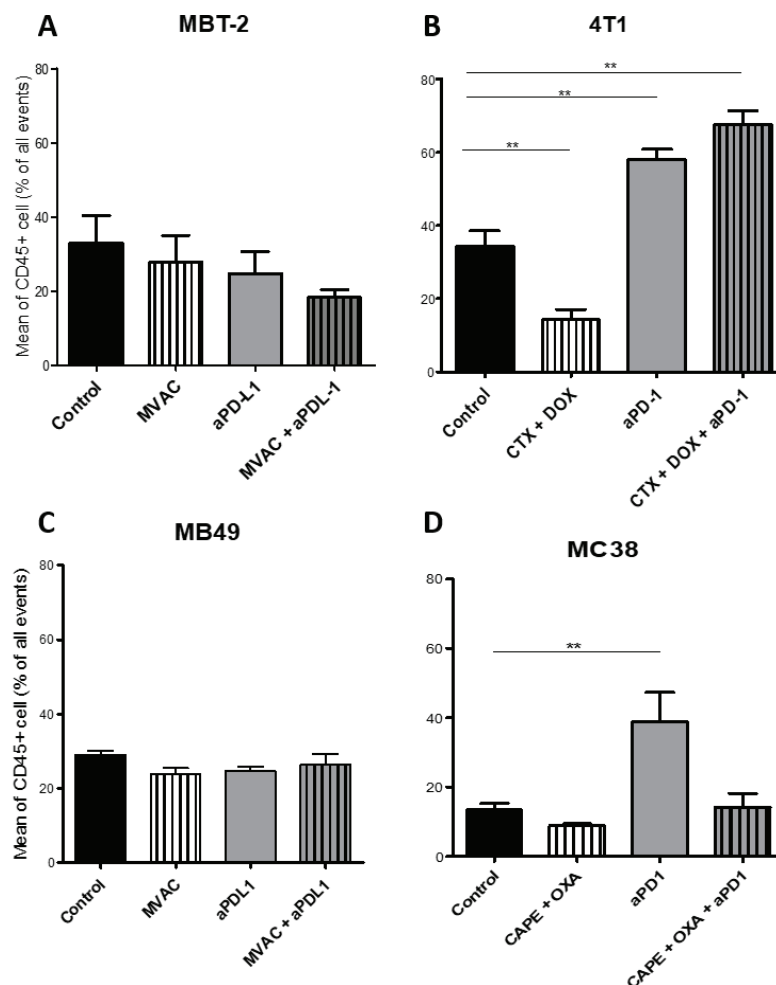 A
MBT-2
Mean of CD45+ cell (% of all events)
80
60
40
20
0
Control
MVAC
aPD-L1
MVAC + aPDL-1
B
4T1
**
**
**
80
60
40
20
0
Control
CTX + DOX
aPD-1
CTX + DOX + aPD-1
C
MB49
Mean of CD45+ cell (% of all events)
80
60
40
20
0
Control
MVAC
aPDL1
MVAC + aPDL1
D
MC38
**
80
60
40
20
0
Control
CAPE + OXA
aPD1
CAPE + OXA + aPD1